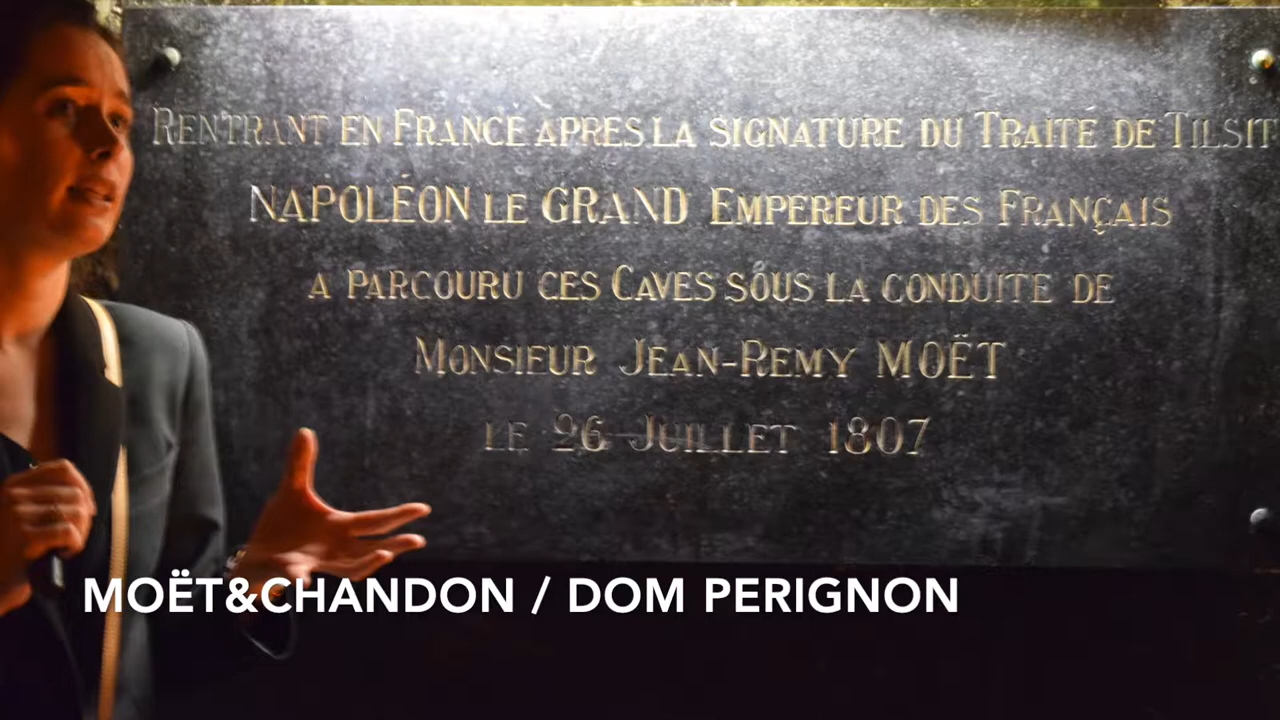 RENTRANT EN FRANCE APRES LA SIGNATURE DU TRAITÉ DE TILSIT
NAPOLÉON LE GRAND EMPEREUR DES FRANÇAIS
A PARCOURU CES CAVES SOUS LA CONDUITE DE
MONSIEUR JEAN-REMY MOËT
LE 26 JUILLET 1807
MOËT&CHANDON / DOM PERIGNON